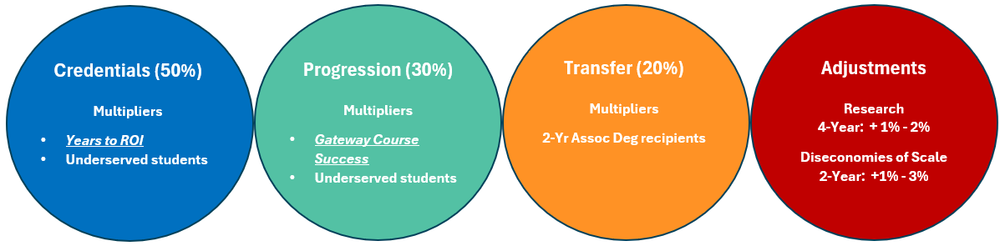 Credentials (50%)
Multipliers
• Years to ROI
• Underserved students
Progression (30%)
Multipliers
• Gateway Course
Success
• Underserved students
Transfer (20%)
Multipliers
2-Yr Assoc Deg recipients
Adjustments
Research
4-Year: + 1% - 2%
Diseconomies of Scale
2-Year: +1% - 3%